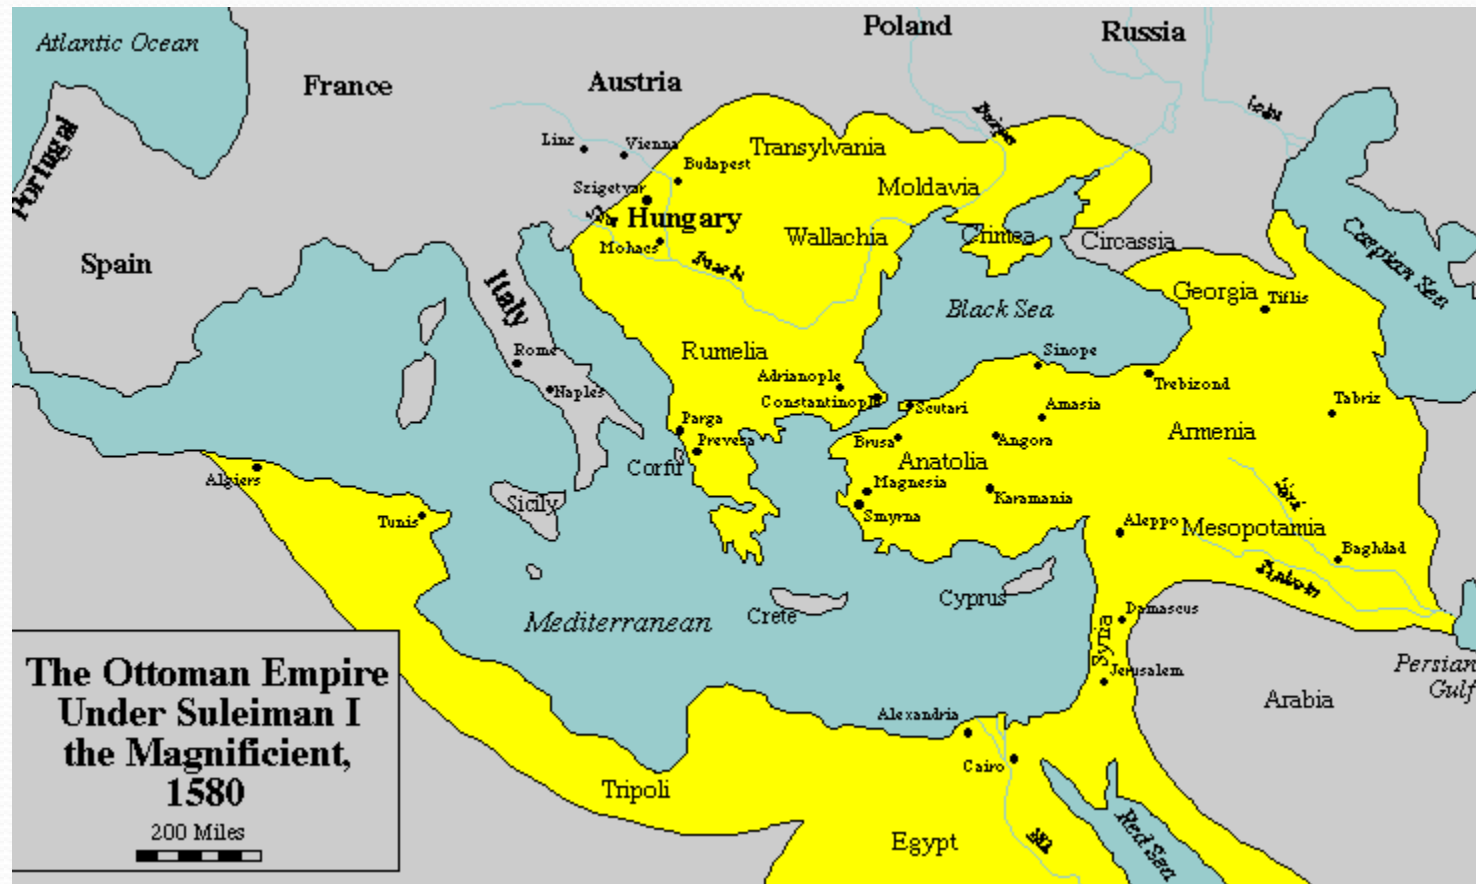 Atlantic Ocean
Poland
Russia
France
Austria
Portugal
Linz
Vienna
Transylvania
Budapest
Moldavia
Szigetvar
Hungary
Wallachia
Crimea
Circassia
Mohacs
Spain
Italy
Caspian Sea
Georgia
Tiflis
Black Sea
Rumelia
Sinope
Rome
Adrianople
Trebizond
Naples
Constantinople
Scutari
Amasia
Tabriz
Parga
Prevesa
Brusa
Angora
Armenia
Corfu
Anatolia
Algiers
Magnesia
Karamania
Sicily
Tunis
Smyrna
Aleppo
Mesopotamia
Baghdad
Cyprus
Crete
Mediterranean
Damascus
Syria
Jerusalem
Persian
Gulf
Arabia
The Ottoman Empire
Under Suleiman I
the Magnificient,
1580
200 Miles
Alexandria
Cairo
Tripoli
Egypt
Red Sea